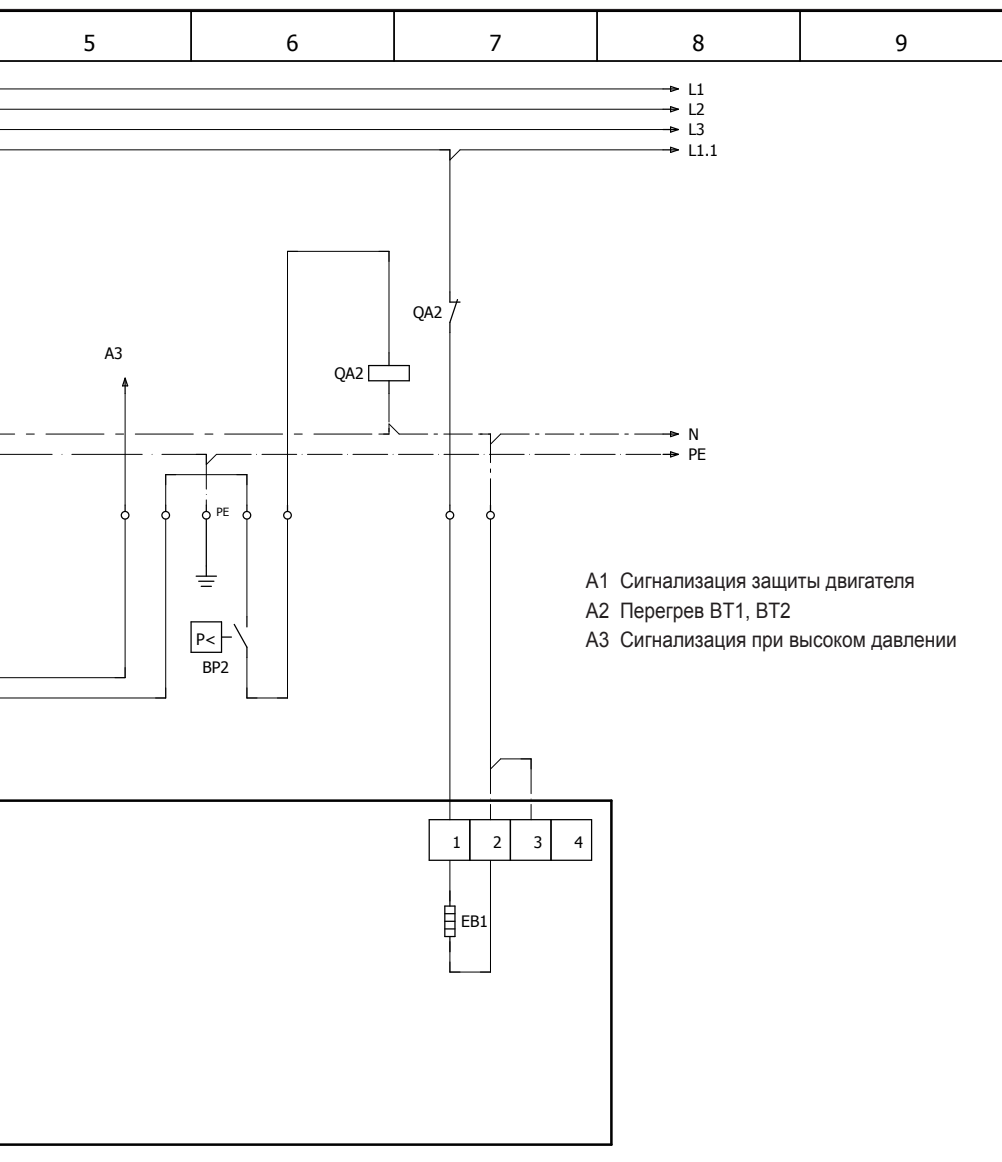 5 6 7 8 9
L1
L2
L3
L1.1
QA2
A3
QA2
N
PE
PE
A1 Сигнализация защиты двигателя
A2 Перегрев BT1, BT2
A3 Сигнализация при высоком давлении
P<
BP2
1 2 3 4
EB1